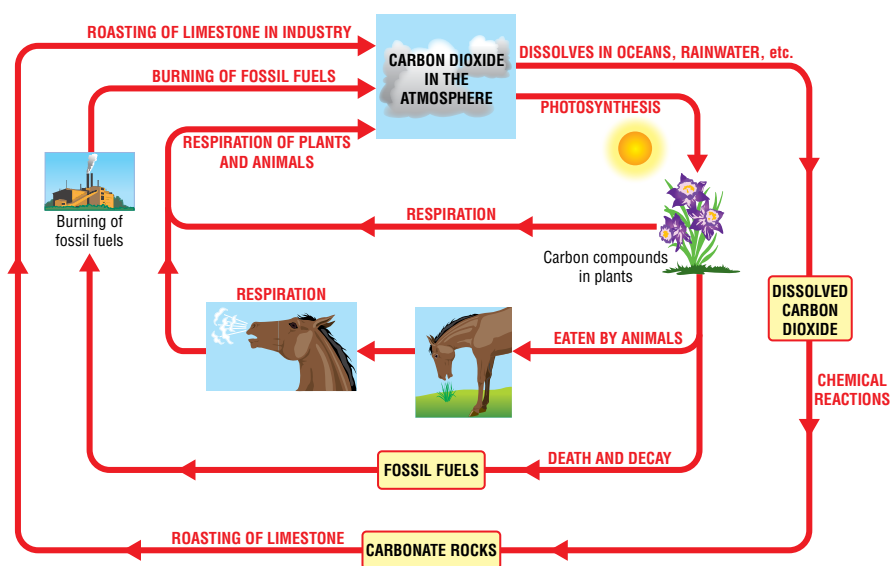 ROASTING OF LIMESTONE IN INDUSTRY
CARBON DIOXIDE
IN THE
ATMOSPHERE
DISSOLVES IN OCEANS, RAINWATER, etc.
BURNING OF FOSSIL FUELS
PHOTOSYNTHESIS
RESPIRATION OF PLANTS
AND ANIMALS
Burning of
fossil fuels
RESPIRATION
Carbon compounds
in plants
DISSOLVED
CARBON
DIOXIDE
RESPIRATION
EATEN BY ANIMALS
CHEMICAL
REACTIONS
FOSSIL FUELS
DEATH AND DECAY
ROASTING OF LIMESTONE
CARBONATE ROCKS